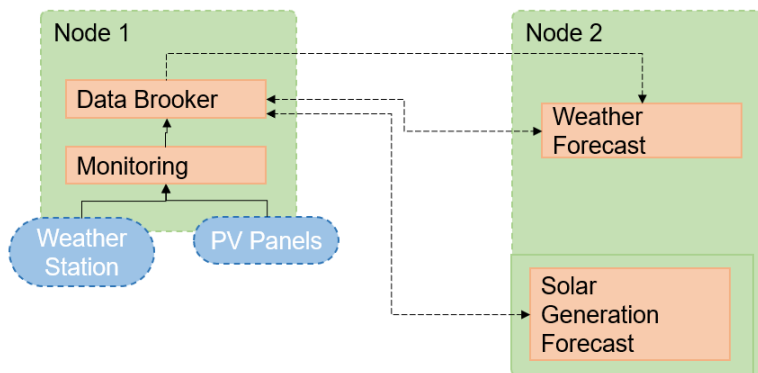 Node 1
Data Brooker
Monitoring
Weather
Station
PV Panels
Node 2
Weather
Forecast
Solar
Generation
Forecast